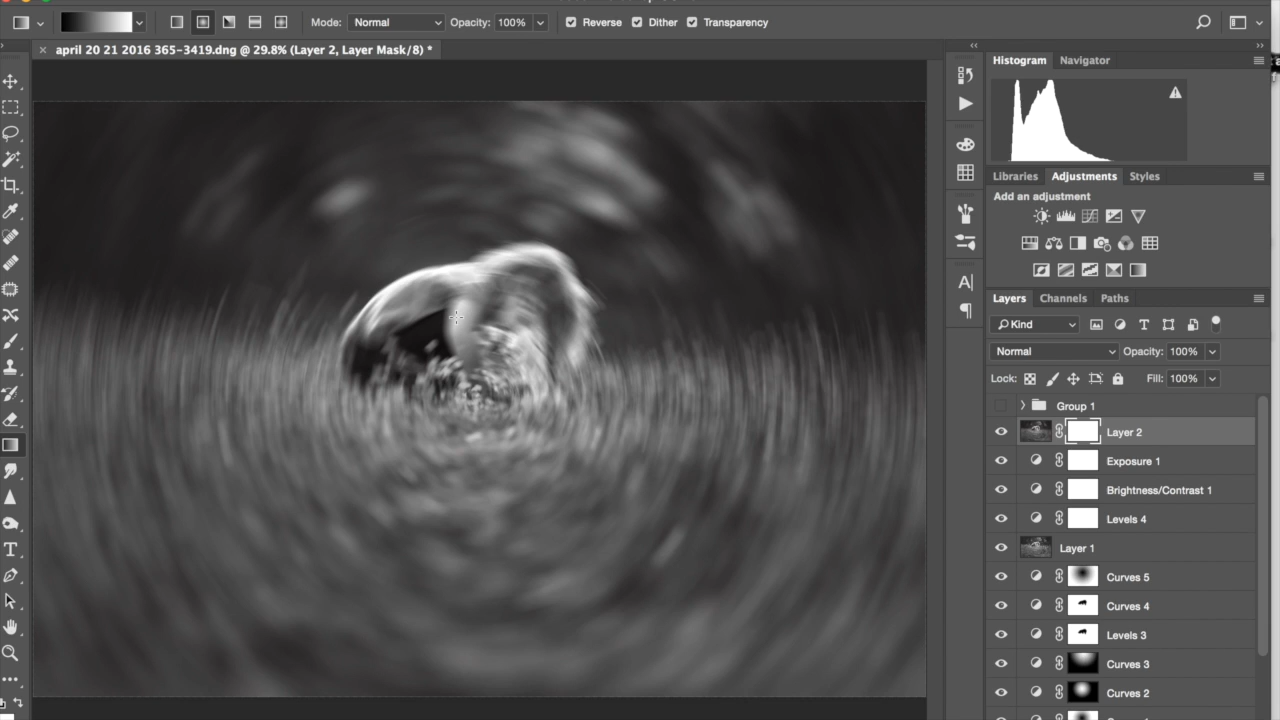 Mode: Normal Opacity: 100% Reverse Dither Transparency
× april 20 21 2016 365-3419.dng @ 29.8% (Layer 2, Layer Mask/8) *
Histogram Navigator
Libraries Adjustments Styles
Add an adjustment
Layers Channels Paths
Kind
Normal Opacity: 100%
Lock: Fill: 100%
Group 1
Layer 2
Exposure 1
Brightness/Contrast 1
Levels 4
Layer 1
Curves 5
Curves 4
Levels 3
Curves 3
Curves 2